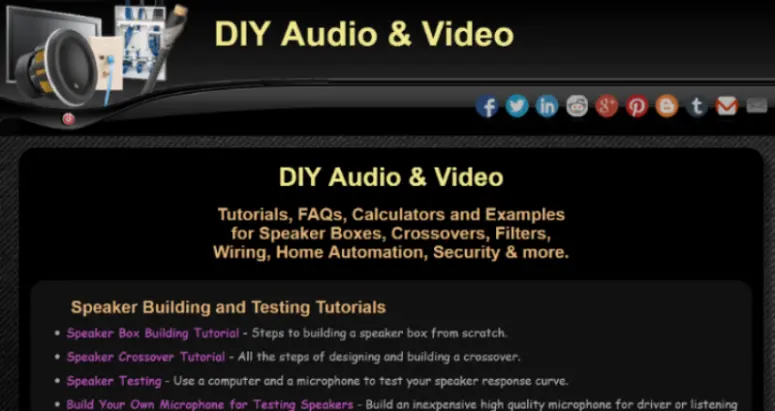 DIY Audio & Video
DIY Audio & Video
Tutorials, FAQs, Calculators and Examples
for Speaker Boxes, Crossovers, Filters,
Wiring, Home Automation, Security & more.
Speaker Building and Testing Tutorials
• Speaker Box Building Tutorial - Steps to building a speaker box from scratch.
• Speaker Crossover Tutorial - All the steps of designing and building a crossover.
• Speaker Testing - Use a computer and a microphone to test your speaker response curve.
• Build Your Own Microphone for Testing Speakers - Build an inexpensive high quality microphone for driver or listening